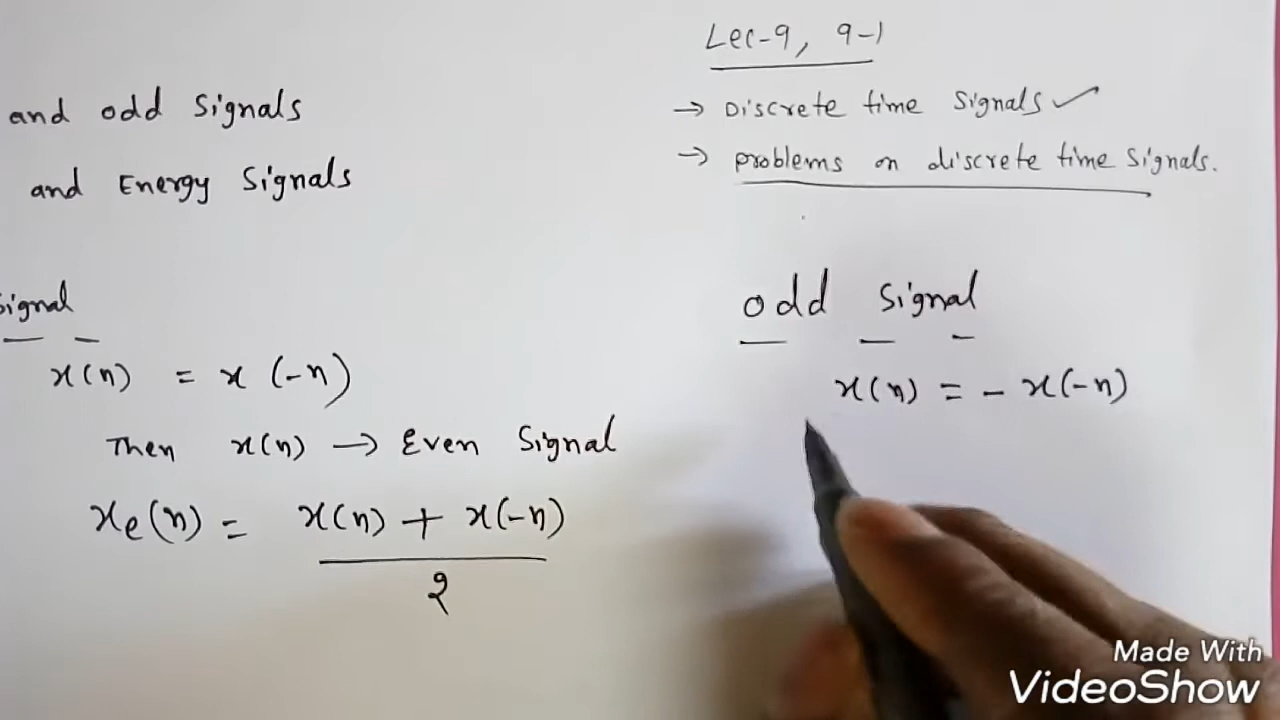 and odd Signals
and Energy Signals
Signal
x(n) = x(-n)
Then x(n) → Even Signal
xe(n) = x(n) + x(-n)
2
Lec-9, 9-1
→ Discrete time Signals ✓
→ problems on discrete time Signals.
odd Signal
x(n) = - x(-n)
Made With
VideoShow